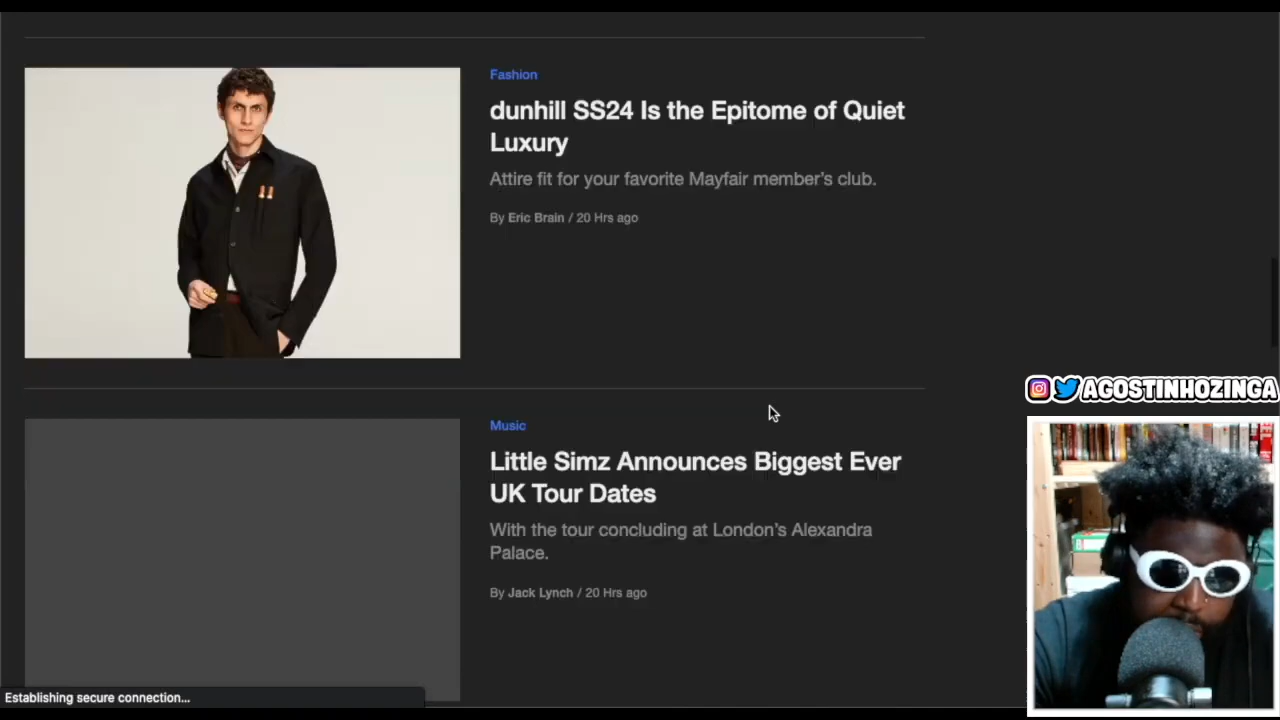 Fashion
dunhill SS24 Is the Epitome of Quiet
Luxury
Attire fit for your favorite Mayfair member’s club.
By Eric Brain / 20 Hrs ago
AGOSTINHOZINGA
Music
Little Simz Announces Biggest Ever
UK Tour Dates
With the tour concluding at London’s Alexandra
Palace.
By Jack Lynch / 20 Hrs ago
Establishing secure connection...